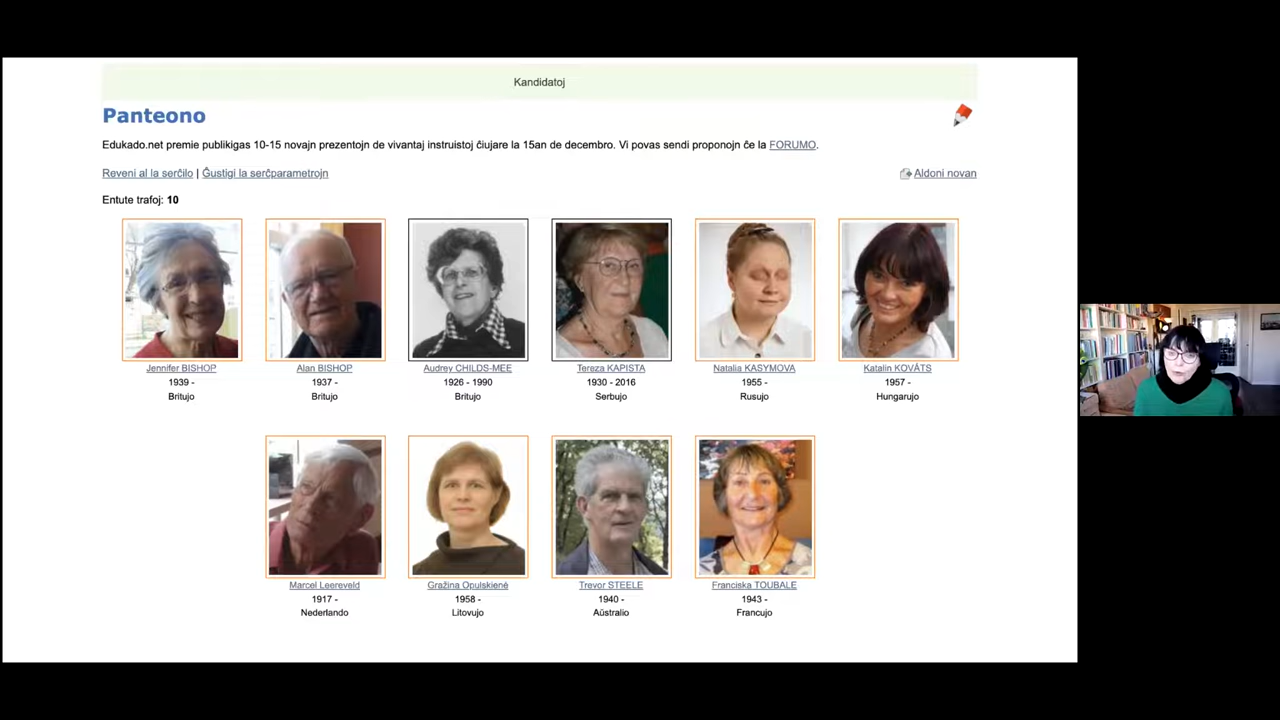 Kandidatoj
Panteono
Edukado.net premie publikigas 10-15 novajn prezentojn de vivantaj instruistoj ĉiujare la 15an de decembro. Vi povas sendi proponojn ĉe la FORUMO.
Reveni al la serĉilo | Ĝustigi la serĉparametrojn
Aldoni novan
Entute trafoj: 10
Jennifer BISHOP
1939 -
Britujo
Alan BISHOP
1937 -
Britujo
Audrey CHILDS-MEE
1926 - 1990
Britujo
Tereza KAPISTA
1930 - 2016
Serbujo
Natalia KASYMOVA
1955 -
Rusujo
Katalin KOVÁTS
1957 -
Hungarujo
Marcel Leereveld
1917 -
Nederlando
Gražina Opulskienė
1958 -
Litovujo
Trevor STEELE
1940 -
Aŭstralio
Franciska TOUBALE
1943 -
Francujo